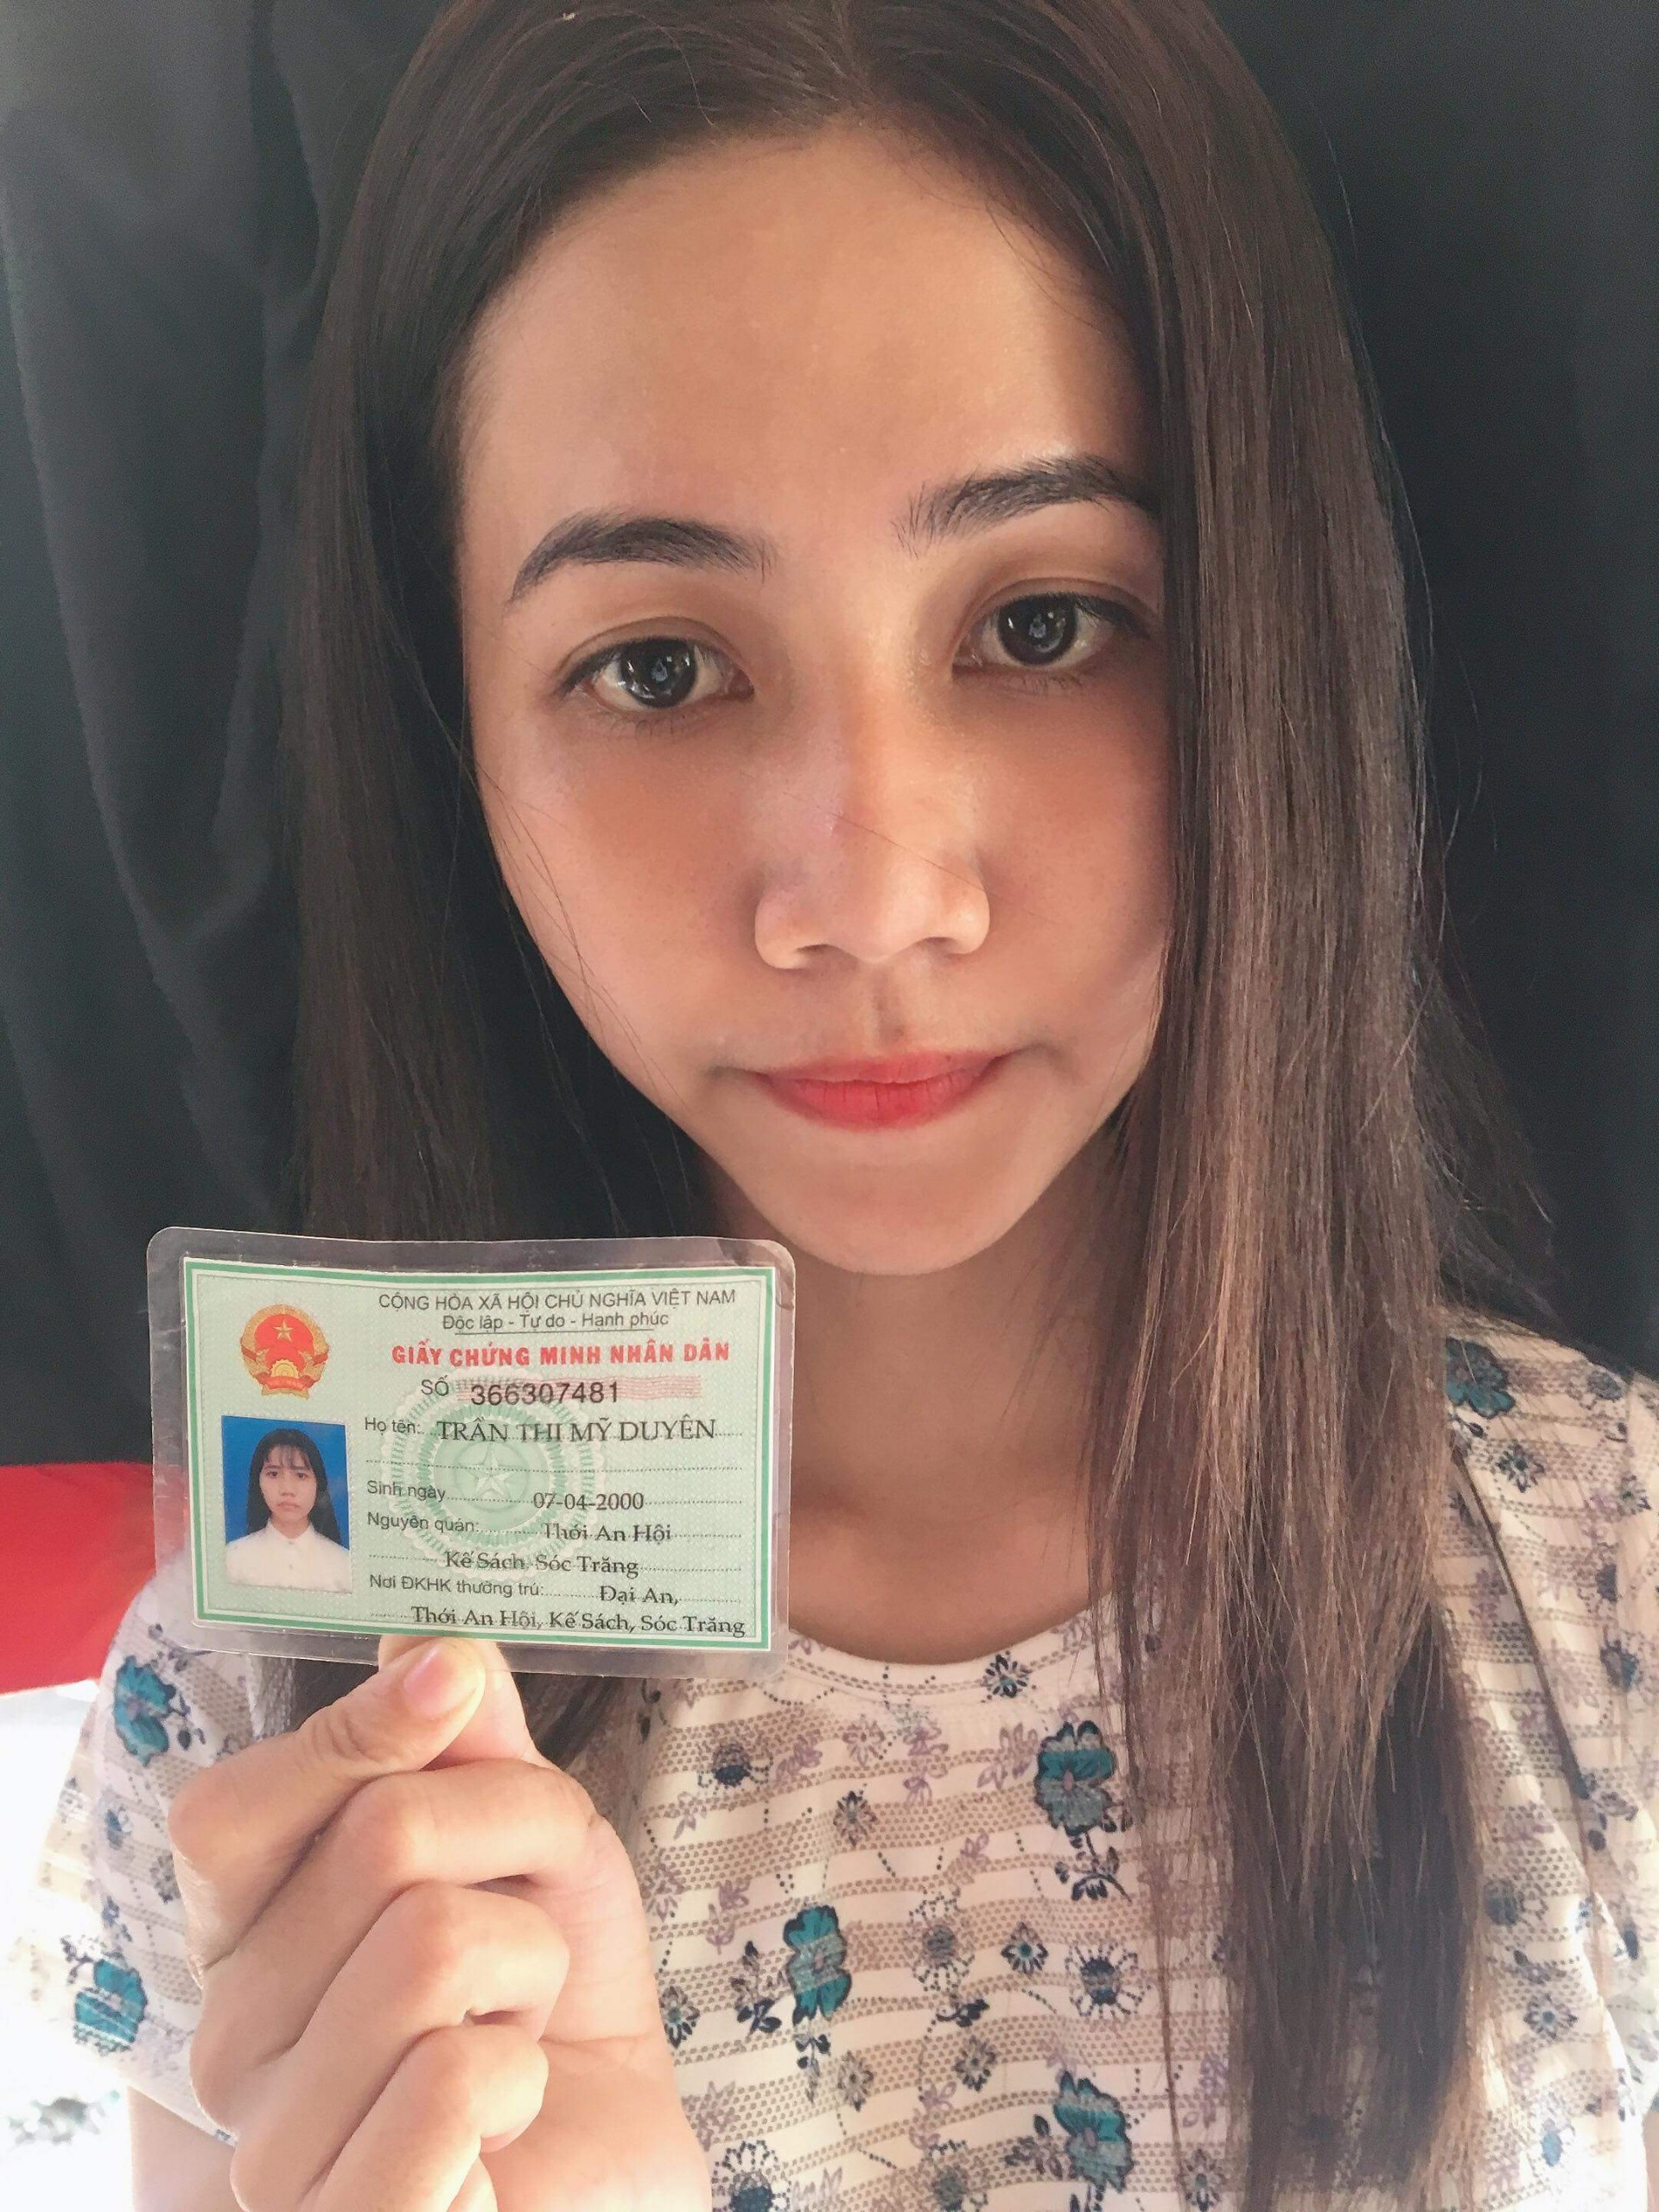 CỘNG HÒA XÃ HỘI CHỦ NGHĨA VIỆT NAM
Độc lập - Tự do - Hạnh phúc
GIẤY CHỨNG MINH NHÂN DÂN
SỐ 366307481
Họ tên: TRẦN THỊ MỸ DUYÊN
Sinh ngày 07-04-2000
Nguyên quán: Thới An Hội
Kế Sách, Sóc Trăng
Nơi ĐKHK thường trú: Đại An,
Thới An Hội, Kế Sách, Sóc Trăng